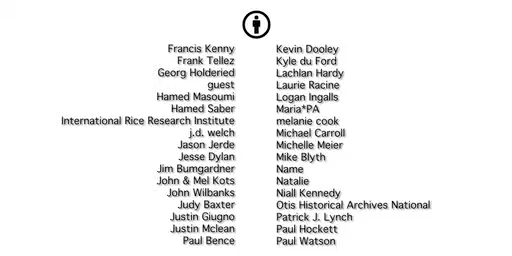 Francis Kenny
Frank Tellez
Georg Holderied
guest
Hamed Masoumi
Hamed Saber
International Rice Research Institute
j.d. welch
Jason Jerde
Jesse Dylan
Jim Bumgardner
John & Mel Kots
John Wilbanks
Judy Baxter
Justin Giugno
Justin Mclean
Paul Bence
Kevin Dooley
Kyle du Ford
Lachlan Hardy
Laurie Racine
Logan Ingalls
Maria*PA
melanie cook
Michael Carroll
Michelle Meier
Mike Blyth
Name
Natalie
Niall Kennedy
Otis Historical Archives National
Patrick J. Lynch
Paul Hockett
Paul Watson